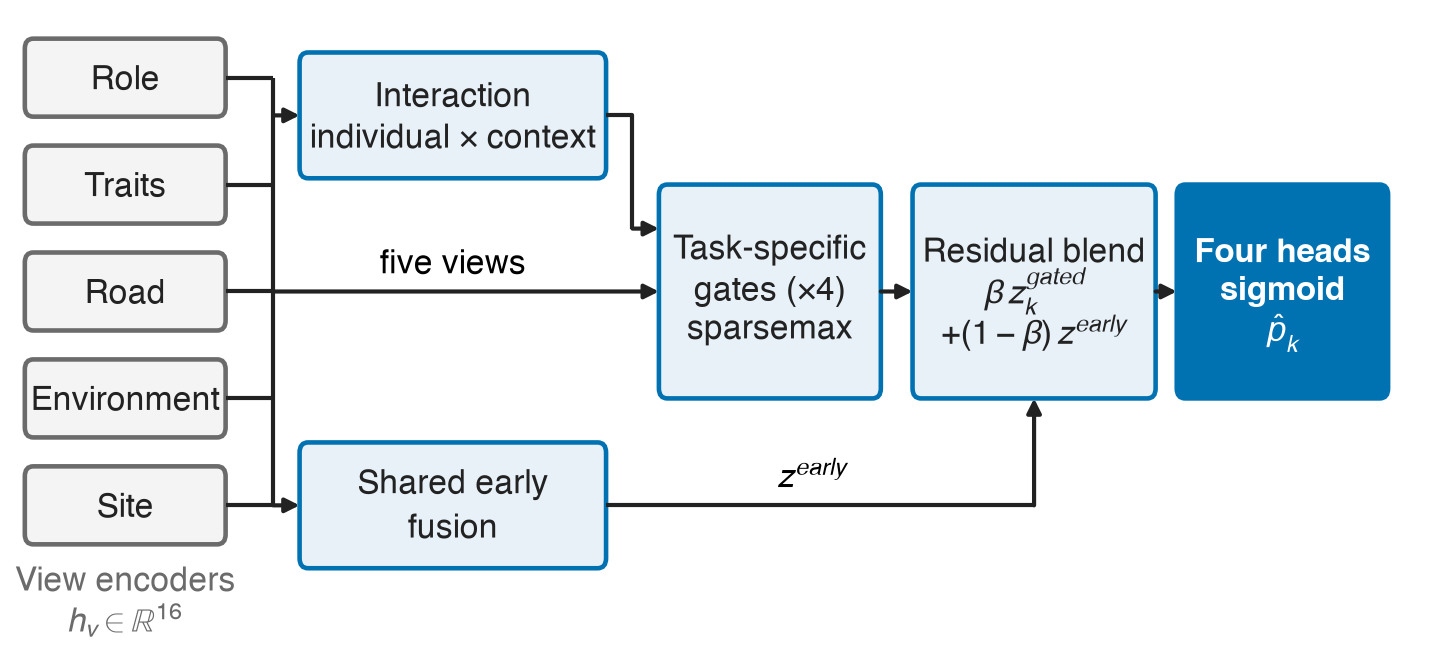 Role
Traits
Road
Environment
Site
View encoders
h_v ∈ ℝ^16
Interaction
individual × context
five views
Shared early
fusion
z^early
Task-specific
gates (×4)
sparsemax
Residual blend
β z_k^gated
+(1 − β) z^early
Four heads
sigmoid
p̂_k